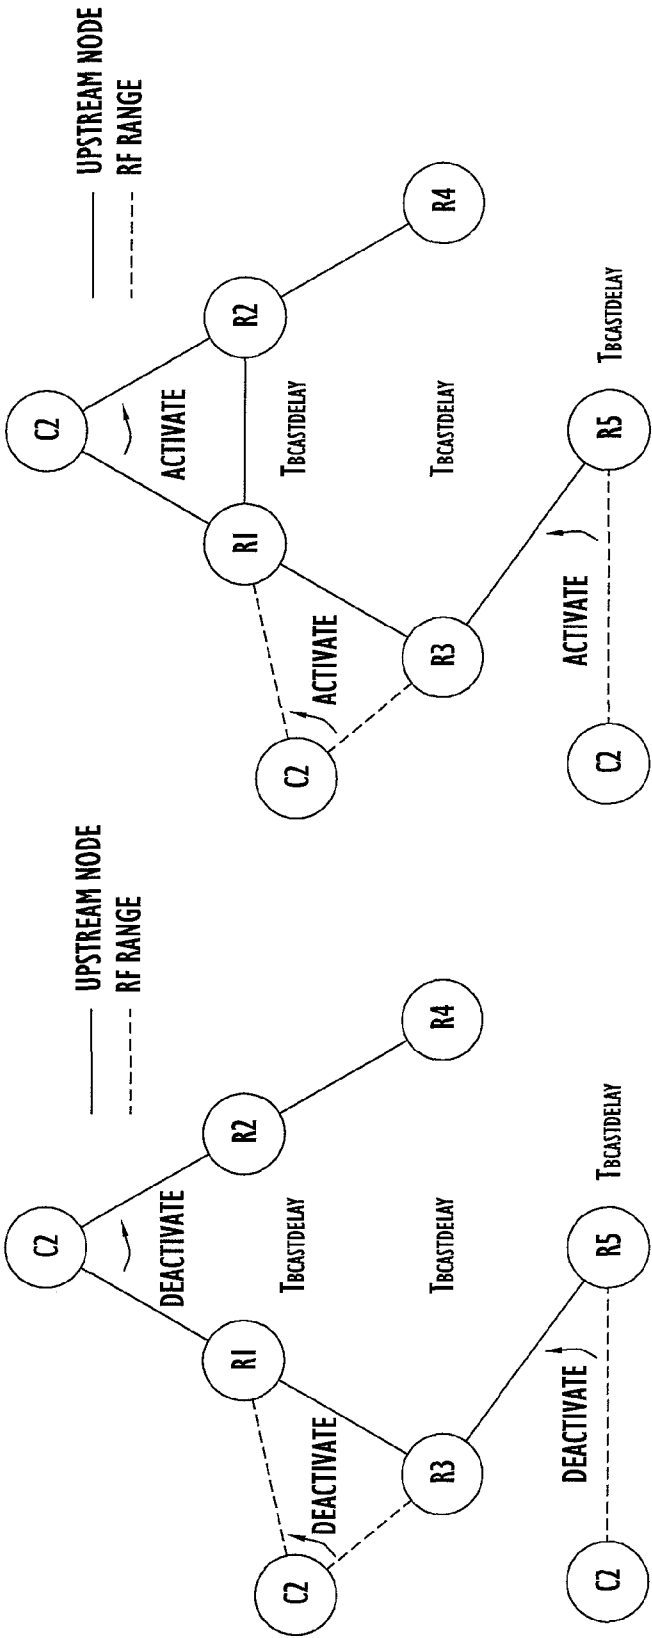 C2
UPSTREAM NODE
RF RANGE
DEACTIVATE
R1
R2
C2
TBCASTDELAY
DEACTIVATE
R3
TBCASTDELAY
R4
DEACTIVATE
C2
R5
TBCASTDELAY
C2
UPSTREAM NODE
RF RANGE
ACTIVATE
R1
R2
C2
TBCASTDELAY
ACTIVATE
R3
TBCASTDELAY
R4
ACTIVATE
C2
R5
TBCASTDELAY